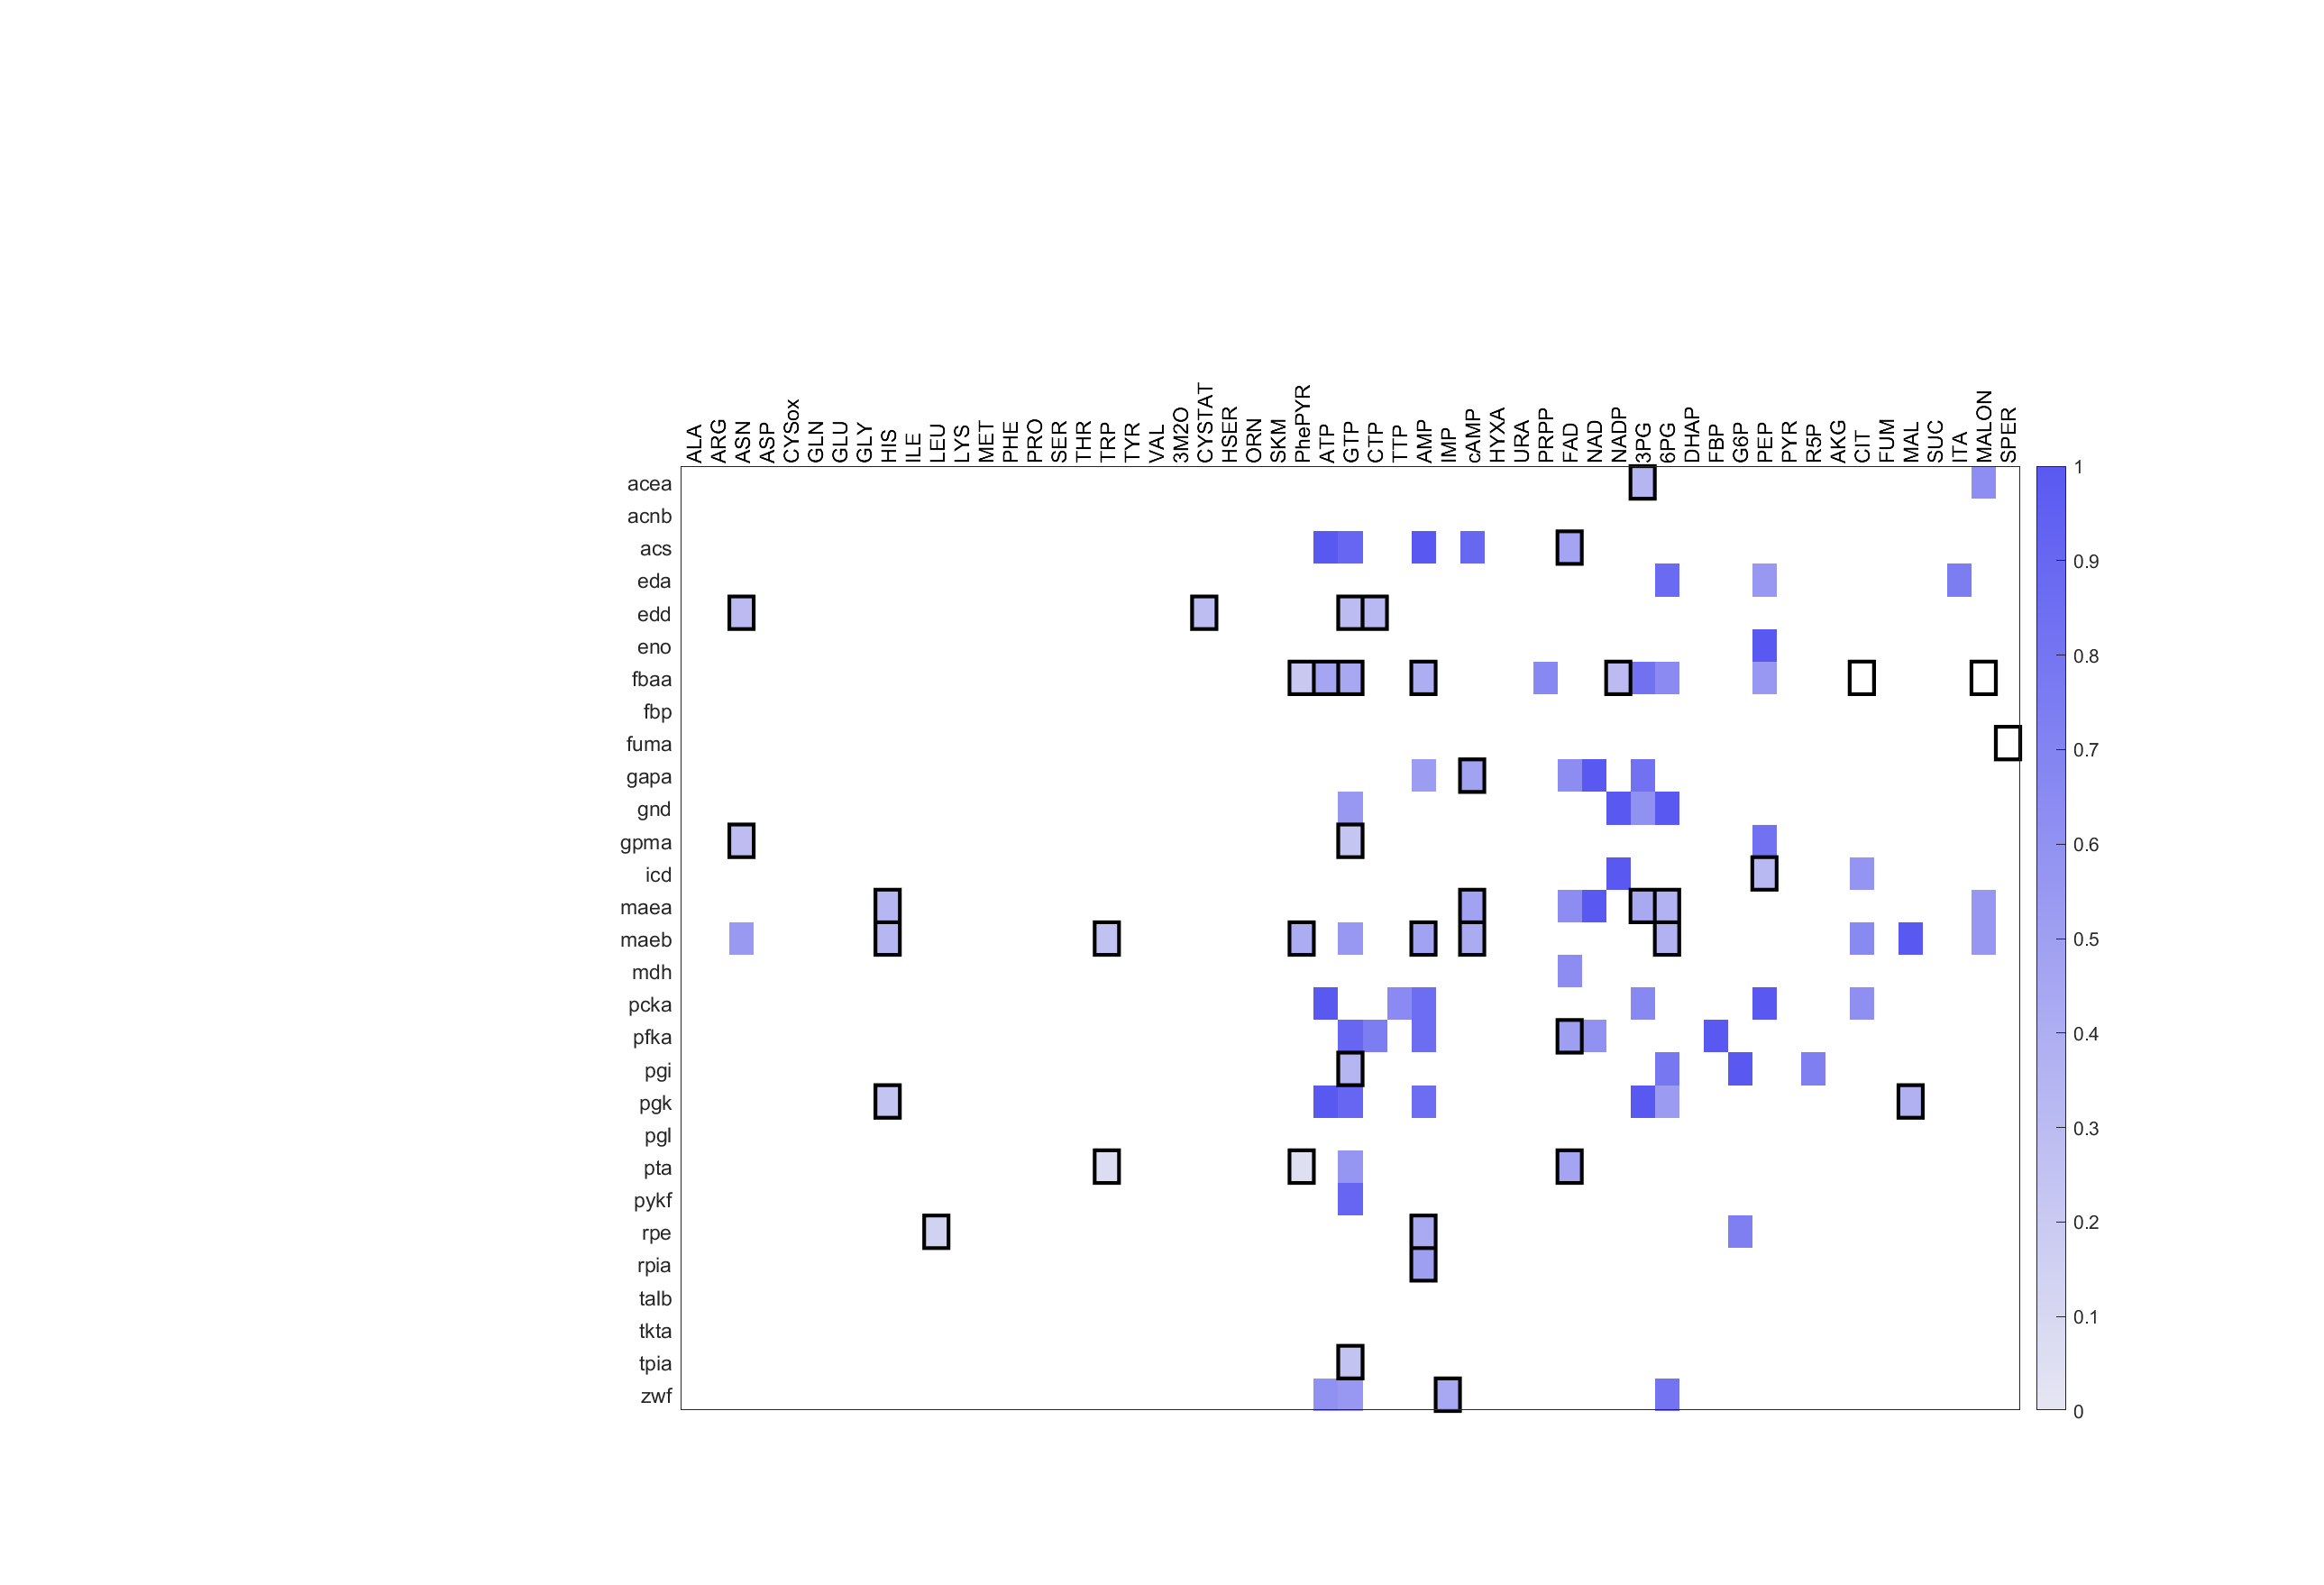 ALA
ARG
ASN
ASP
CYSox
GLN
GLU
GLY
HIS
ILE
LEU
LYS
MET
PHE
PRO
SER
THR
TRP
TYR
VAL
3M2O
CYSTAT
HSER
ORN
SKM
PhePYR
ATP
GTP
CTP
TTP
AMP
IMP
cAMP
HYXA
URA
PRPP
FAD
NAD
NADP
3PG
6PG
DHAP
FBP
G6P
PEP
PYR
R5P
AKG
CIT
FUM
MAL
SUC
ITA
MALON
SPER
acea
acnb
acs
eda
edd
eno
fbaa
fbp
fuma
gapa
gnd
gpma
icd
maea
maeb
mdh
pcka
pfka
pgi
pgk
pgl
pta
pykf
rpe
rpia
talb
tkta
tpia
zwf
1
0.9
0.8
0.7
0.6
0.5
0.4
0.3
0.2
0.1
0